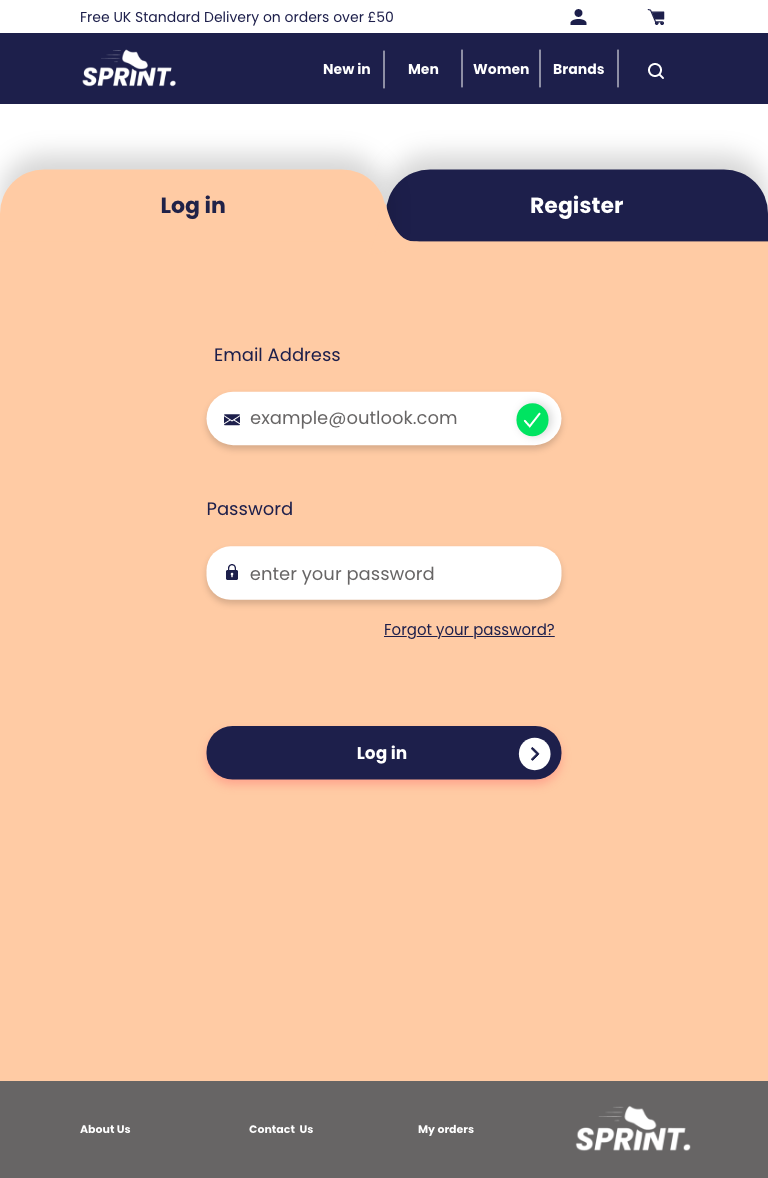 Free UK Standard Delivery on orders over £50
SPRINT.
New in
Men
Women
Brands
Log in
Register
Email Address
example@outlook.com
Password
enter your password
Forgot your password?
Log in
About Us
Contact Us
My orders
SPRINT.